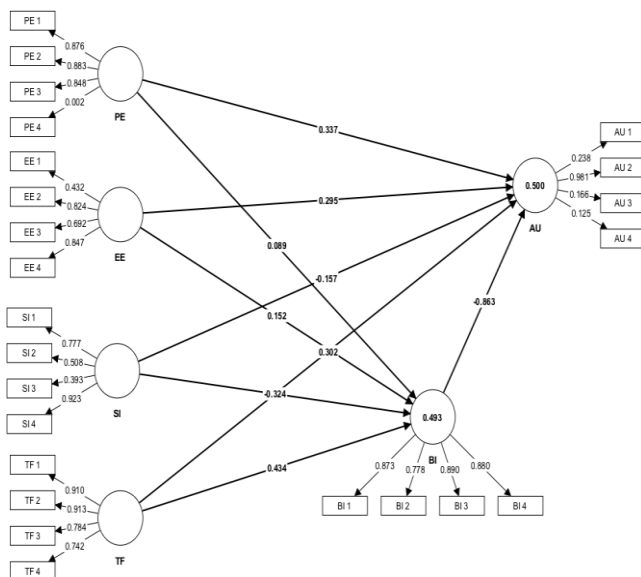 PE 1
0.876
PE 2
0.883
PE 3
0.848
0.002
PE 4
PE
EE 1
0.432
EE 2
0.824
EE 3
0.692
0.847
EE 4
EE
SI 1
0.777
SI 2
0.508
SI 3
0.393
0.923
SI 4
SI
TF 1
0.910
TF 2
0.913
TF 3
0.784
0.742
TF 4
TF
0.337
0.295
0.089
-0.157
0.152
0.302
-0.324
0.434
-0.863
0.500
AU
AU 1
0.238
AU 2
0.981
0.166
AU 3
0.125
AU 4
0.493
BI
0.873
0.778
0.890
0.880
BI 1
BI 2
BI 3
BI 4